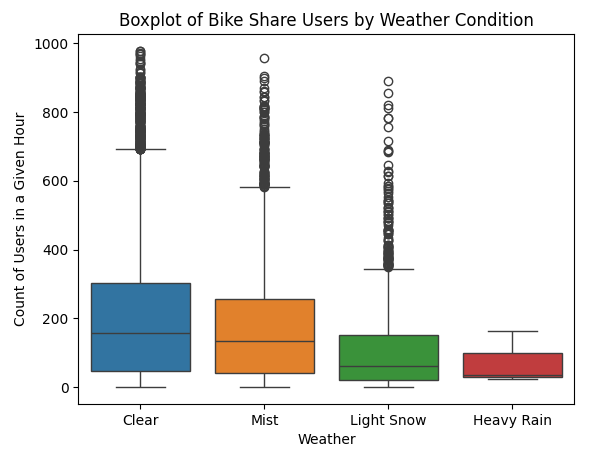 Boxplot of Bike Share Users by Weather Condition
1000
800
600
400
200
0
Count of Users in a Given Hour
Clear
Mist
Light Snow
Heavy Rain
Weather